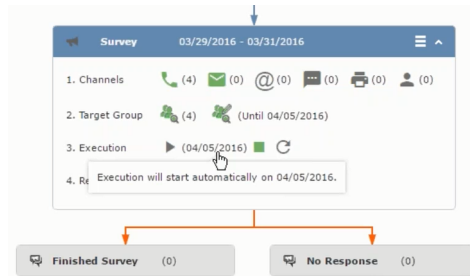 Survey 03/29/2016 - 03/31/2016
1. Channels (4) (0) @ (0) (0) (0) (0)
2. Target Group (4) (Until 04/05/2016)
3. Execution (04/05/2016)
4. Re
Execution will start automatically on 04/05/2016.
Finished Survey (0) No Response (0)